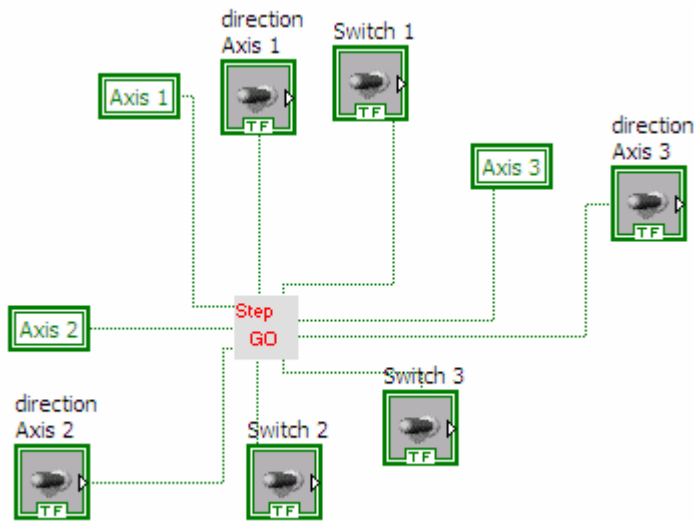 direction
Axis 1
TF
Switch 1
TF
Axis 1
direction
Axis 3
TF
Axis 3
Step
GO
Axis 2
Switch 3
TF
direction
Axis 2
TF
Switch 2
TF